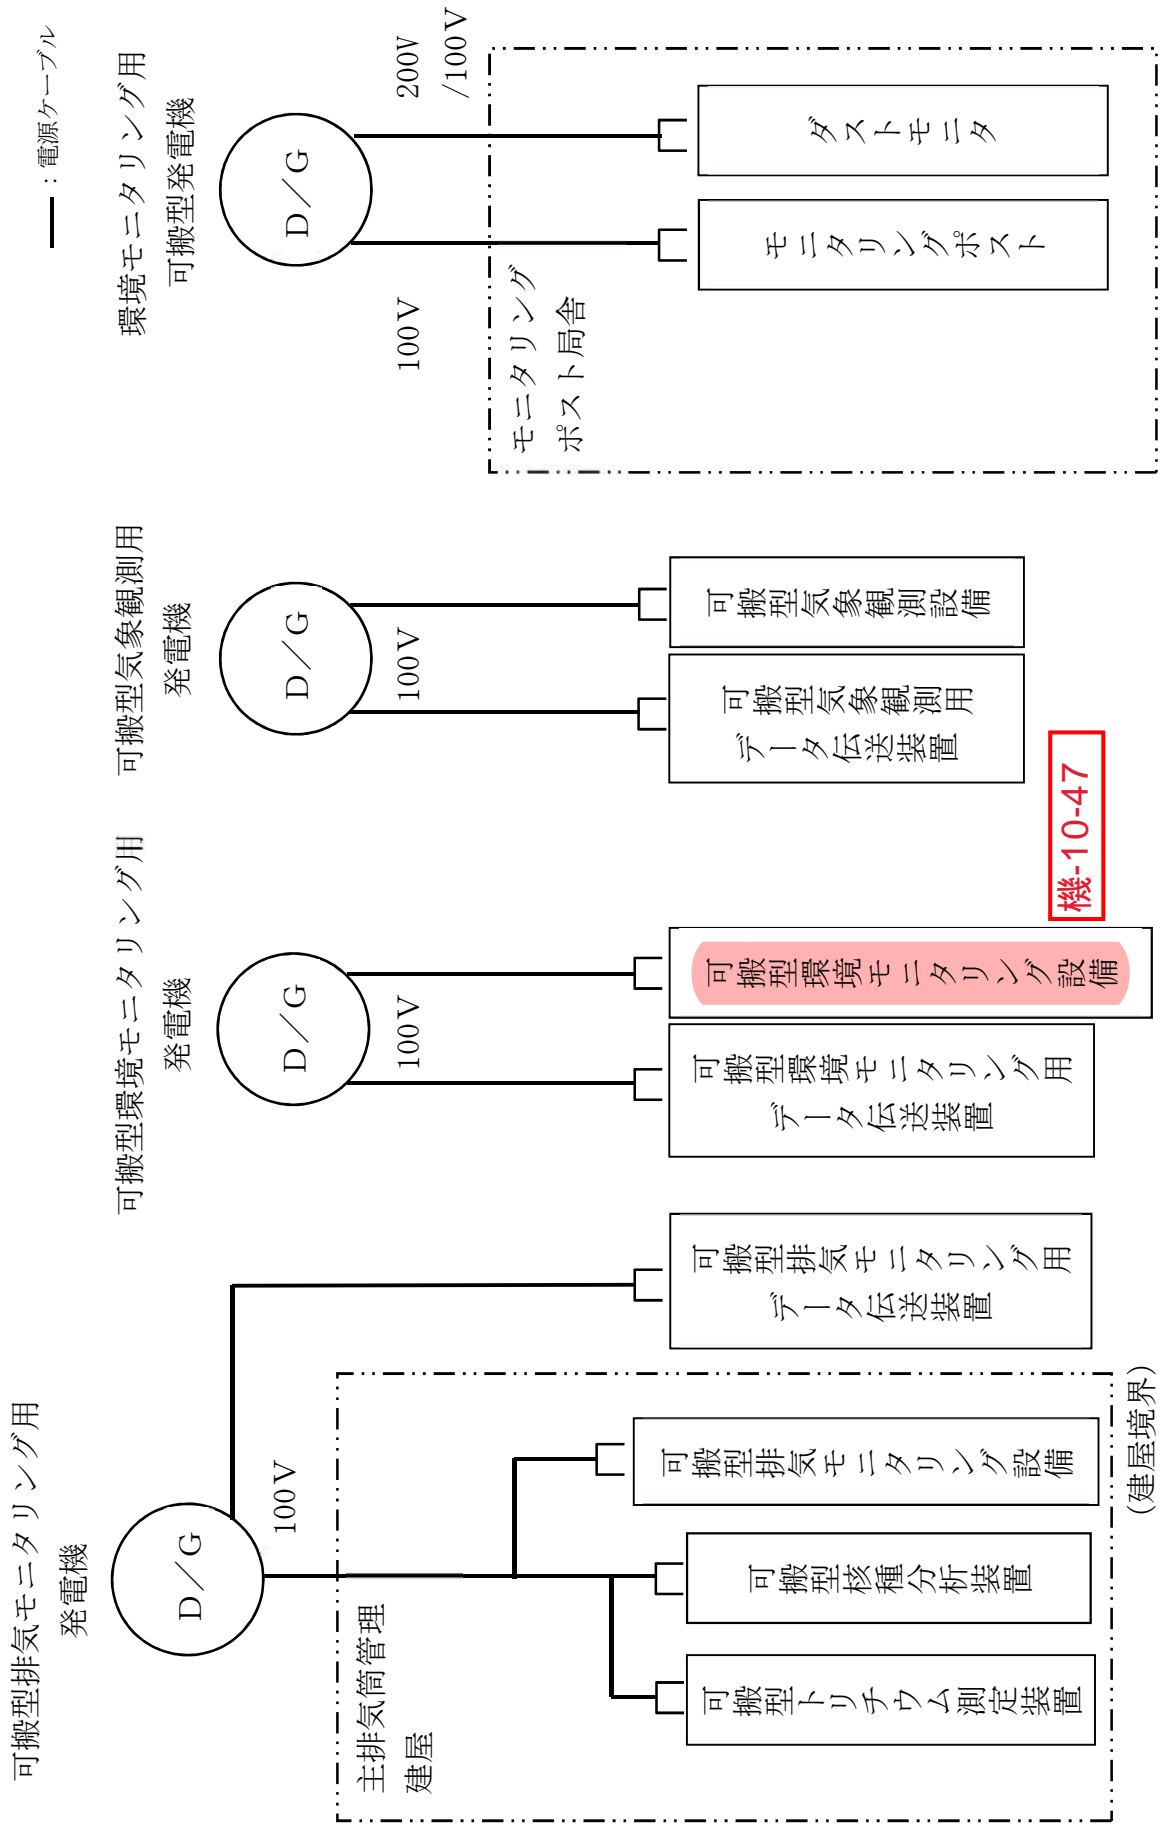 ━━：電源ケーブル
可搬型排気モニタリング用
発電機
D／G
100V
主排気筒管理
建屋
可搬型トリチウム測定装置
可搬型核種分析装置
可搬型排気モニタリング設備
(建屋境界)
可搬型排気モニタリング用
データ伝送装置
可搬型環境モニタリング用
発電機
D／G
100V
可搬型環境モニタリング用
データ伝送装置
可搬型環境モニタリング設備
機-10-47
可搬型気象観測用
発電機
D／G
100V
可搬型気象観測用
データ伝送装置
可搬型気象観測設備
環境モニタリング用
可搬型発電機
D／G
100V
200V
/100V
モニタリング
ポスト局舎
モニタリングポスト
ダストモニタ